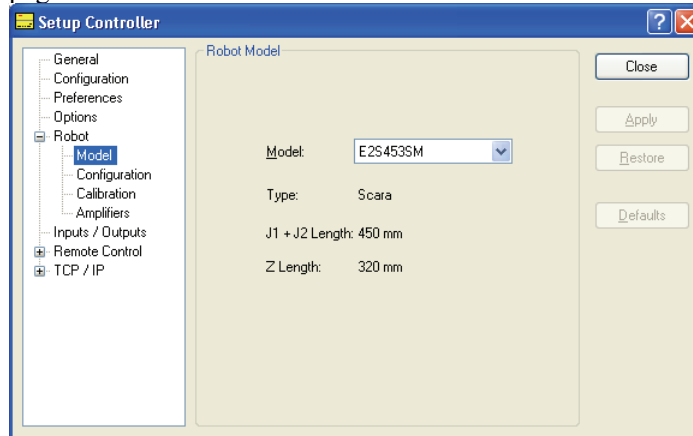 Setup Controller
General
Configuration
Preferences
Options
Robot
Model
Configuration
Calibration
Amplifiers
Inputs / Outputs
Remote Control
TCP / IP
Robot Model
Model: E2S453SM
Type: Scara
J1 + J2 Length: 450 mm
Z Length: 320 mm
Close
Apply
Restore
Defaults